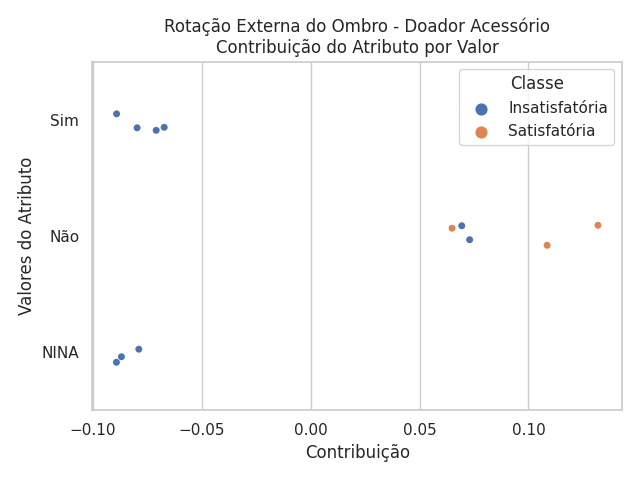 Rotação Externa do Ombro - Doador Acessório
Contribuição do Atributo por Valor
Classe
Insatisfatória
Satisfatória
Valores do Atributo
Sim
Não
NINA
−0.10
−0.05
0.00
0.05
0.10
Contribuição